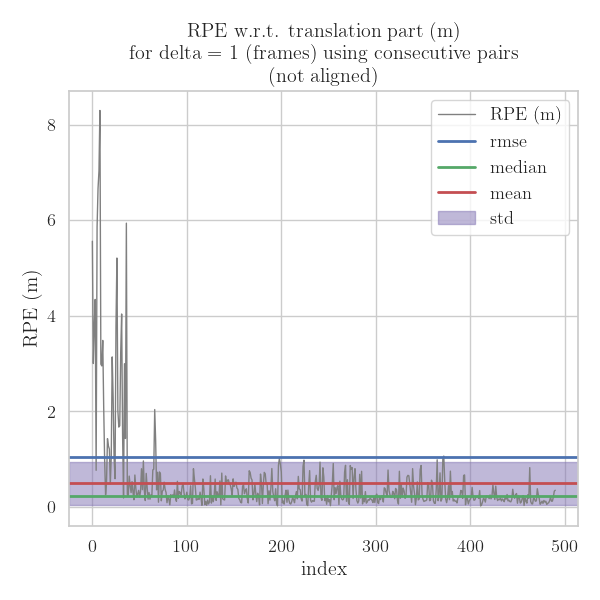 RPE w.r.t. translation part (m)
for delta = 1 (frames) using consecutive pairs
(not aligned)
RPE (m)
rmse
median
mean
std
RPE (m)
8
6
4
2
0
0
100
200
300
400
500
index